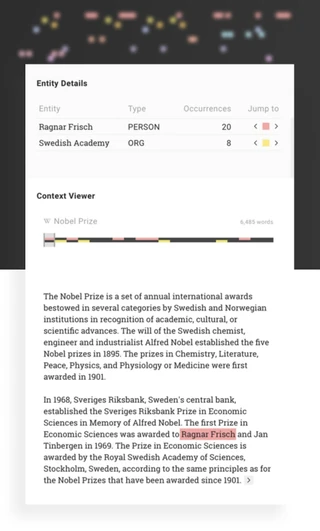 Entity Details
Entity Type Occurrences Jump to
Ragnar Frisch PERSON 20 < >
Swedish Academy ORG 8 < >
Context Viewer
W Nobel Prize 6,485 words
The Nobel Prize is a set of annual international awards
bestowed in several categories by Swedish and Norwegian
institutions in recognition of academic, cultural, or
scientific advances. The will of the Swedish chemist,
engineer and industrialist Alfred Nobel established the five
Nobel prizes in 1895. The prizes in Chemistry, Literature,
Peace, Physics, and Physiology or Medicine were first
awarded in 1901.
In 1968, Sveriges Riksbank, Sweden's central bank,
established the Sveriges Riksbank Prize in Economic
Sciences in Memory of Alfred Nobel. The first Prize in
Economic Sciences was awarded to Ragnar Frisch and Jan
Tinbergen in 1969. The Prize in Economic Sciences is
awarded by the Royal Swedish Academy of Sciences,
Stockholm, Sweden, according to the same principles as for
the Nobel Prizes that have been awarded since 1901. >